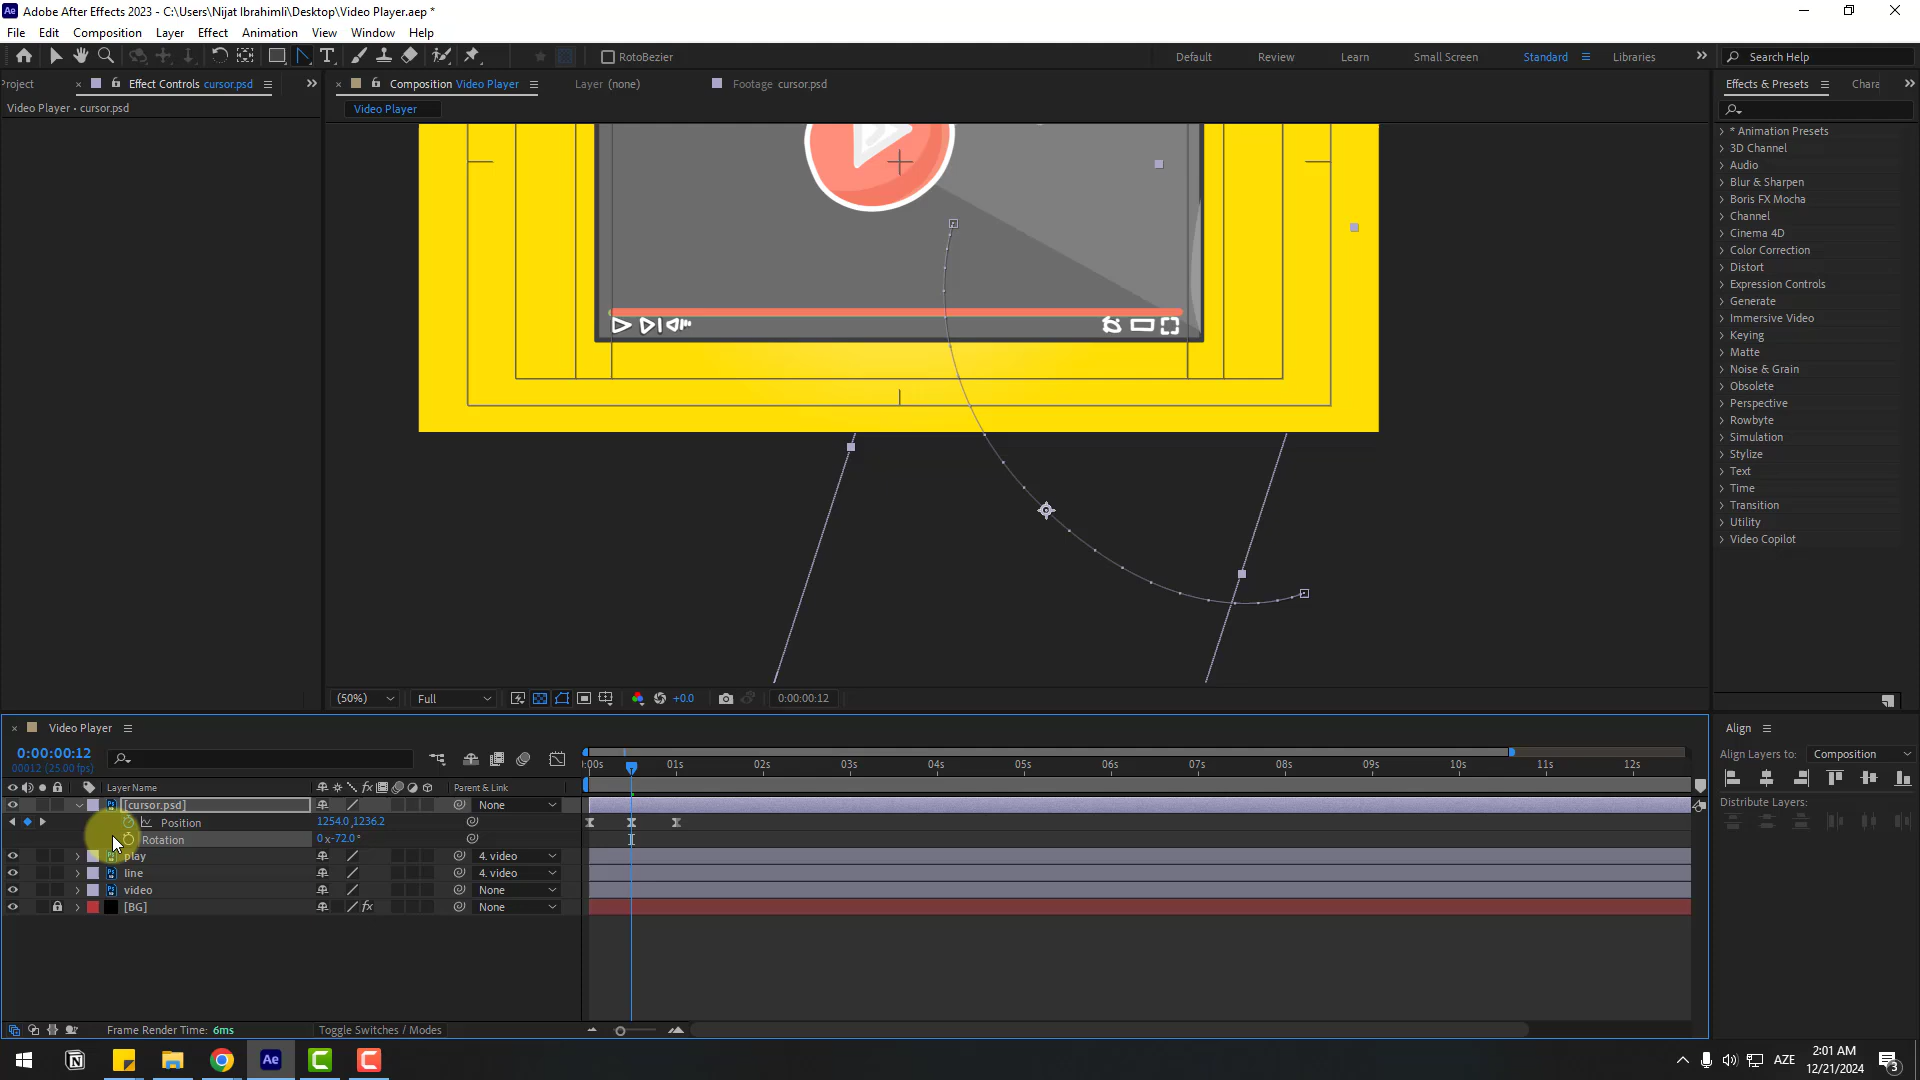 Adobe After Effects 2023 - C:\Users\Nijat Ibrahimli\Desktop\Video Player.aep *
File Edit Composition Layer Effect Animation View Window Help
RotoBezier Default Review Learn Small Screen Standard Libraries Search Help
Project Effect Controls cursor.psd Composition Video Player Layer (none) Footage cursor.psd Effects & Presets Chara
Video Player • cursor.psd
Video Player
* Animation Presets
3D Channel
Audio
Blur & Sharpen
Boris FX Mocha
Channel
Cinema 4D
Color Correction
Distort
Expression Controls
Generate
Immersive Video
Keying
Matte
Noise & Grain
Obsolete
Perspective
Rowbyte
Simulation
Stylize
Text
Time
Transition
Utility
Video Copilot
(50%) Full +0.0 0:00:00:12
Video Player
Align
0:00:00:12
00012 (25.00 fps)
Align Layers to: Composition
:00s 01s 02s 03s 04s 05s 06s 07s 08s 09s 10s 11s 12s
Layer Name Parent & Link
[cursor.psd] None
Distribute Layers:
Position 1254.0,1236.2
Rotation 0x-72.0°
play 4. video
line 4. video
video None
[BG] None
Frame Render Time: 6ms Toggle Switches / Modes
Ae
AZE
2:01 AM
12/21/2024
3